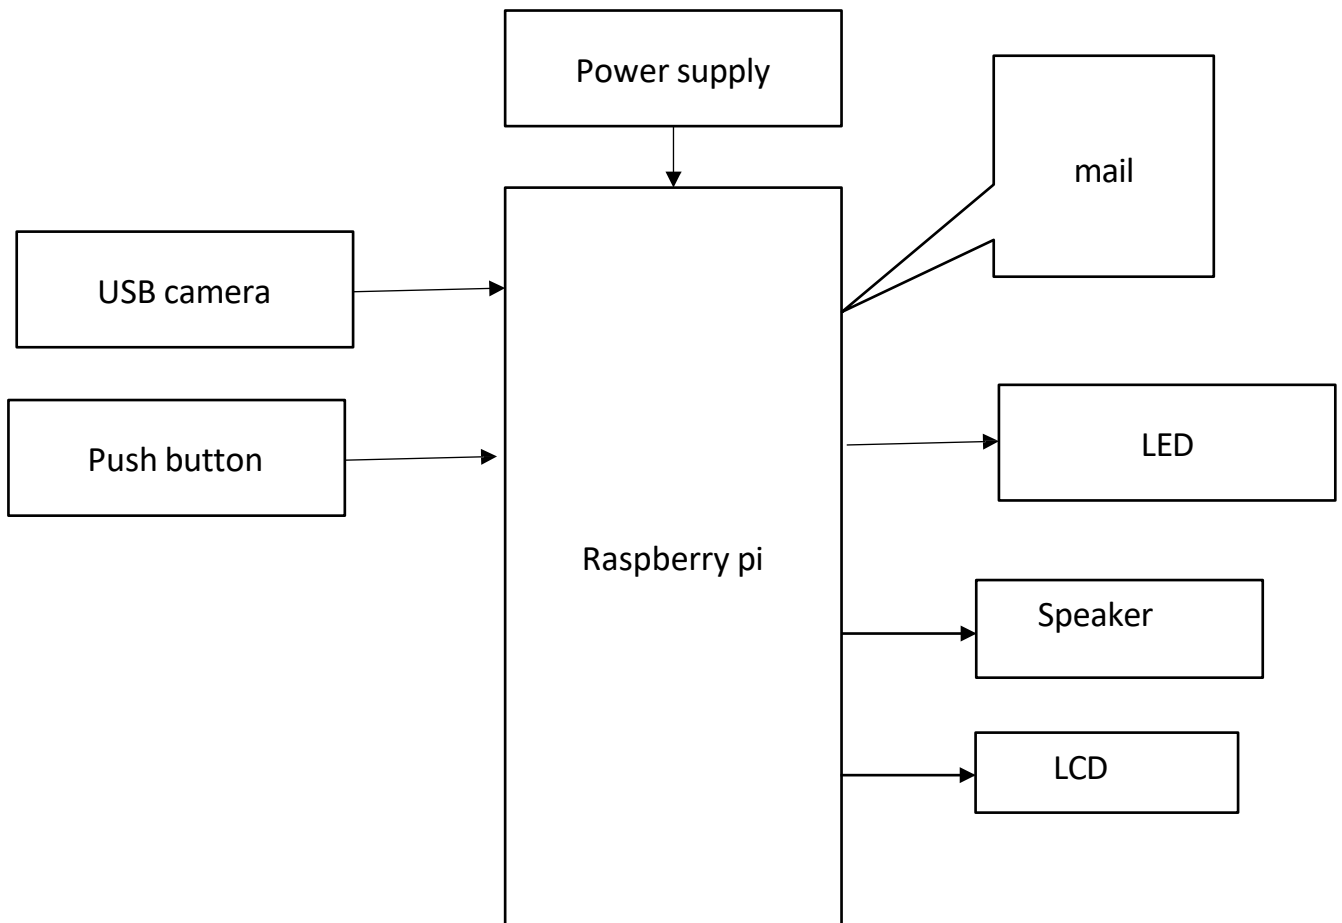 Power supply
mail
USB camera
Push button
LED
Raspberry pi
Speaker
LCD